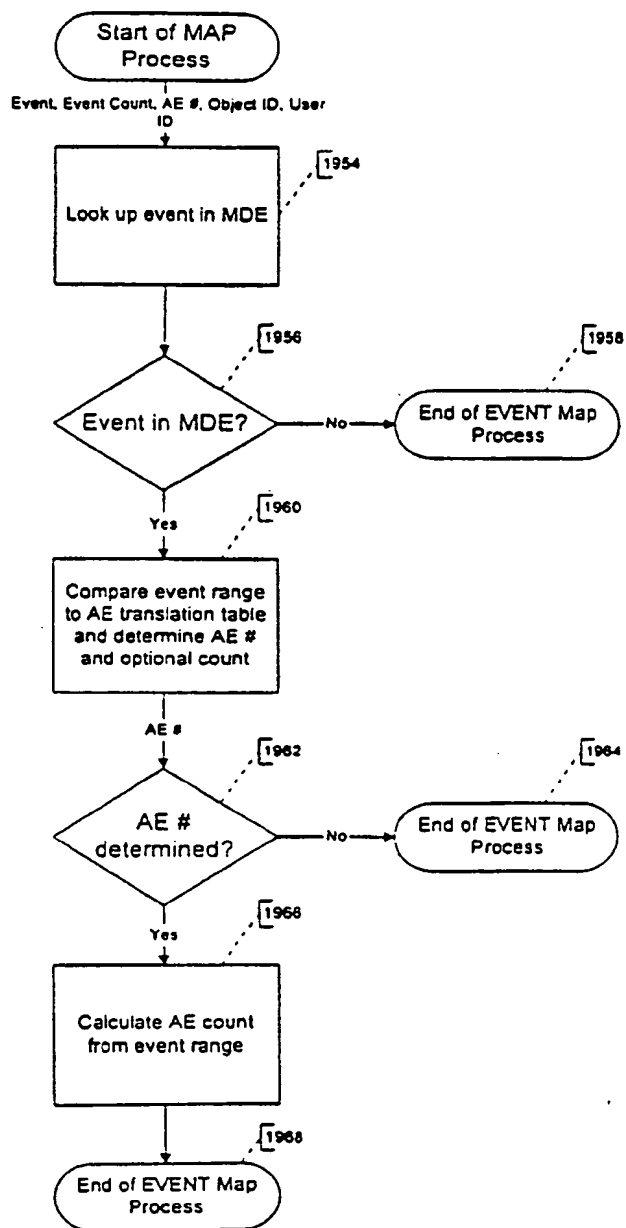 Start of MAP
Process
Event, Event Count, AE #, Object ID, User
ID
1954
Look up event in MDE
1956
1958
Event in MDE?
No
End of EVENT Map
Process
Yes
1960
Compare event range
to AE translation table
and determine AE #
and optional count
AE #
1962
1964
AE #
determined?
No
End of EVENT Map
Process
Yes
1966
Calculate AE count
from event range
1968
End of EVENT Map
Process